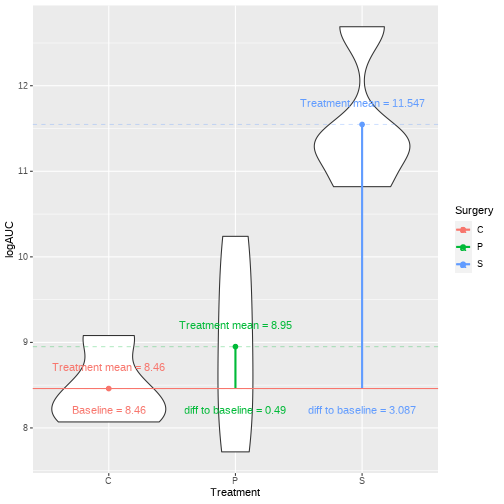 Treatment mean = 11.547
Treatment mean = 8.95
Treatment mean = 8.46
Baseline = 8.46
diff to baseline = 0.49
diff to baseline = 3.087
12
11
10
9
8
logAUC
C
P
S
Treatment
Surgery
C
P
S